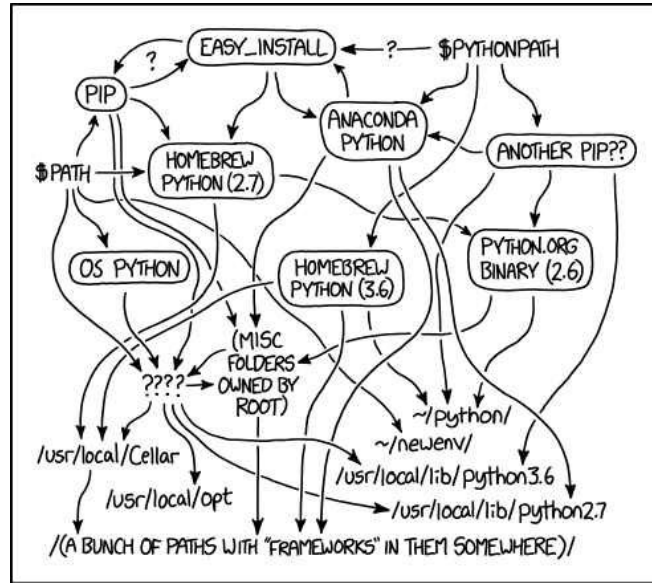 EASY_INSTALL
?
$PYTHONPATH
?
PIP
ANACONDA
PYTHON
ANOTHER PIP??
HOMEBREW
PYTHON (2.7)
$PATH
OS PYTHON
HOMEBREW
PYTHON (3.6)
PYTHON.ORG
BINARY (2.6)
(MISC
FOLDERS
OWNED BY
ROOT)
????
~/python/
~/newenv/
/usr/local/Cellar
/usr/local/lib/python3.6
/usr/local/opt
/usr/local/lib/python2.7
/(A BUNCH OF PATHS WITH "FRAMEWORKS" IN THEM SOMEWHERE)/